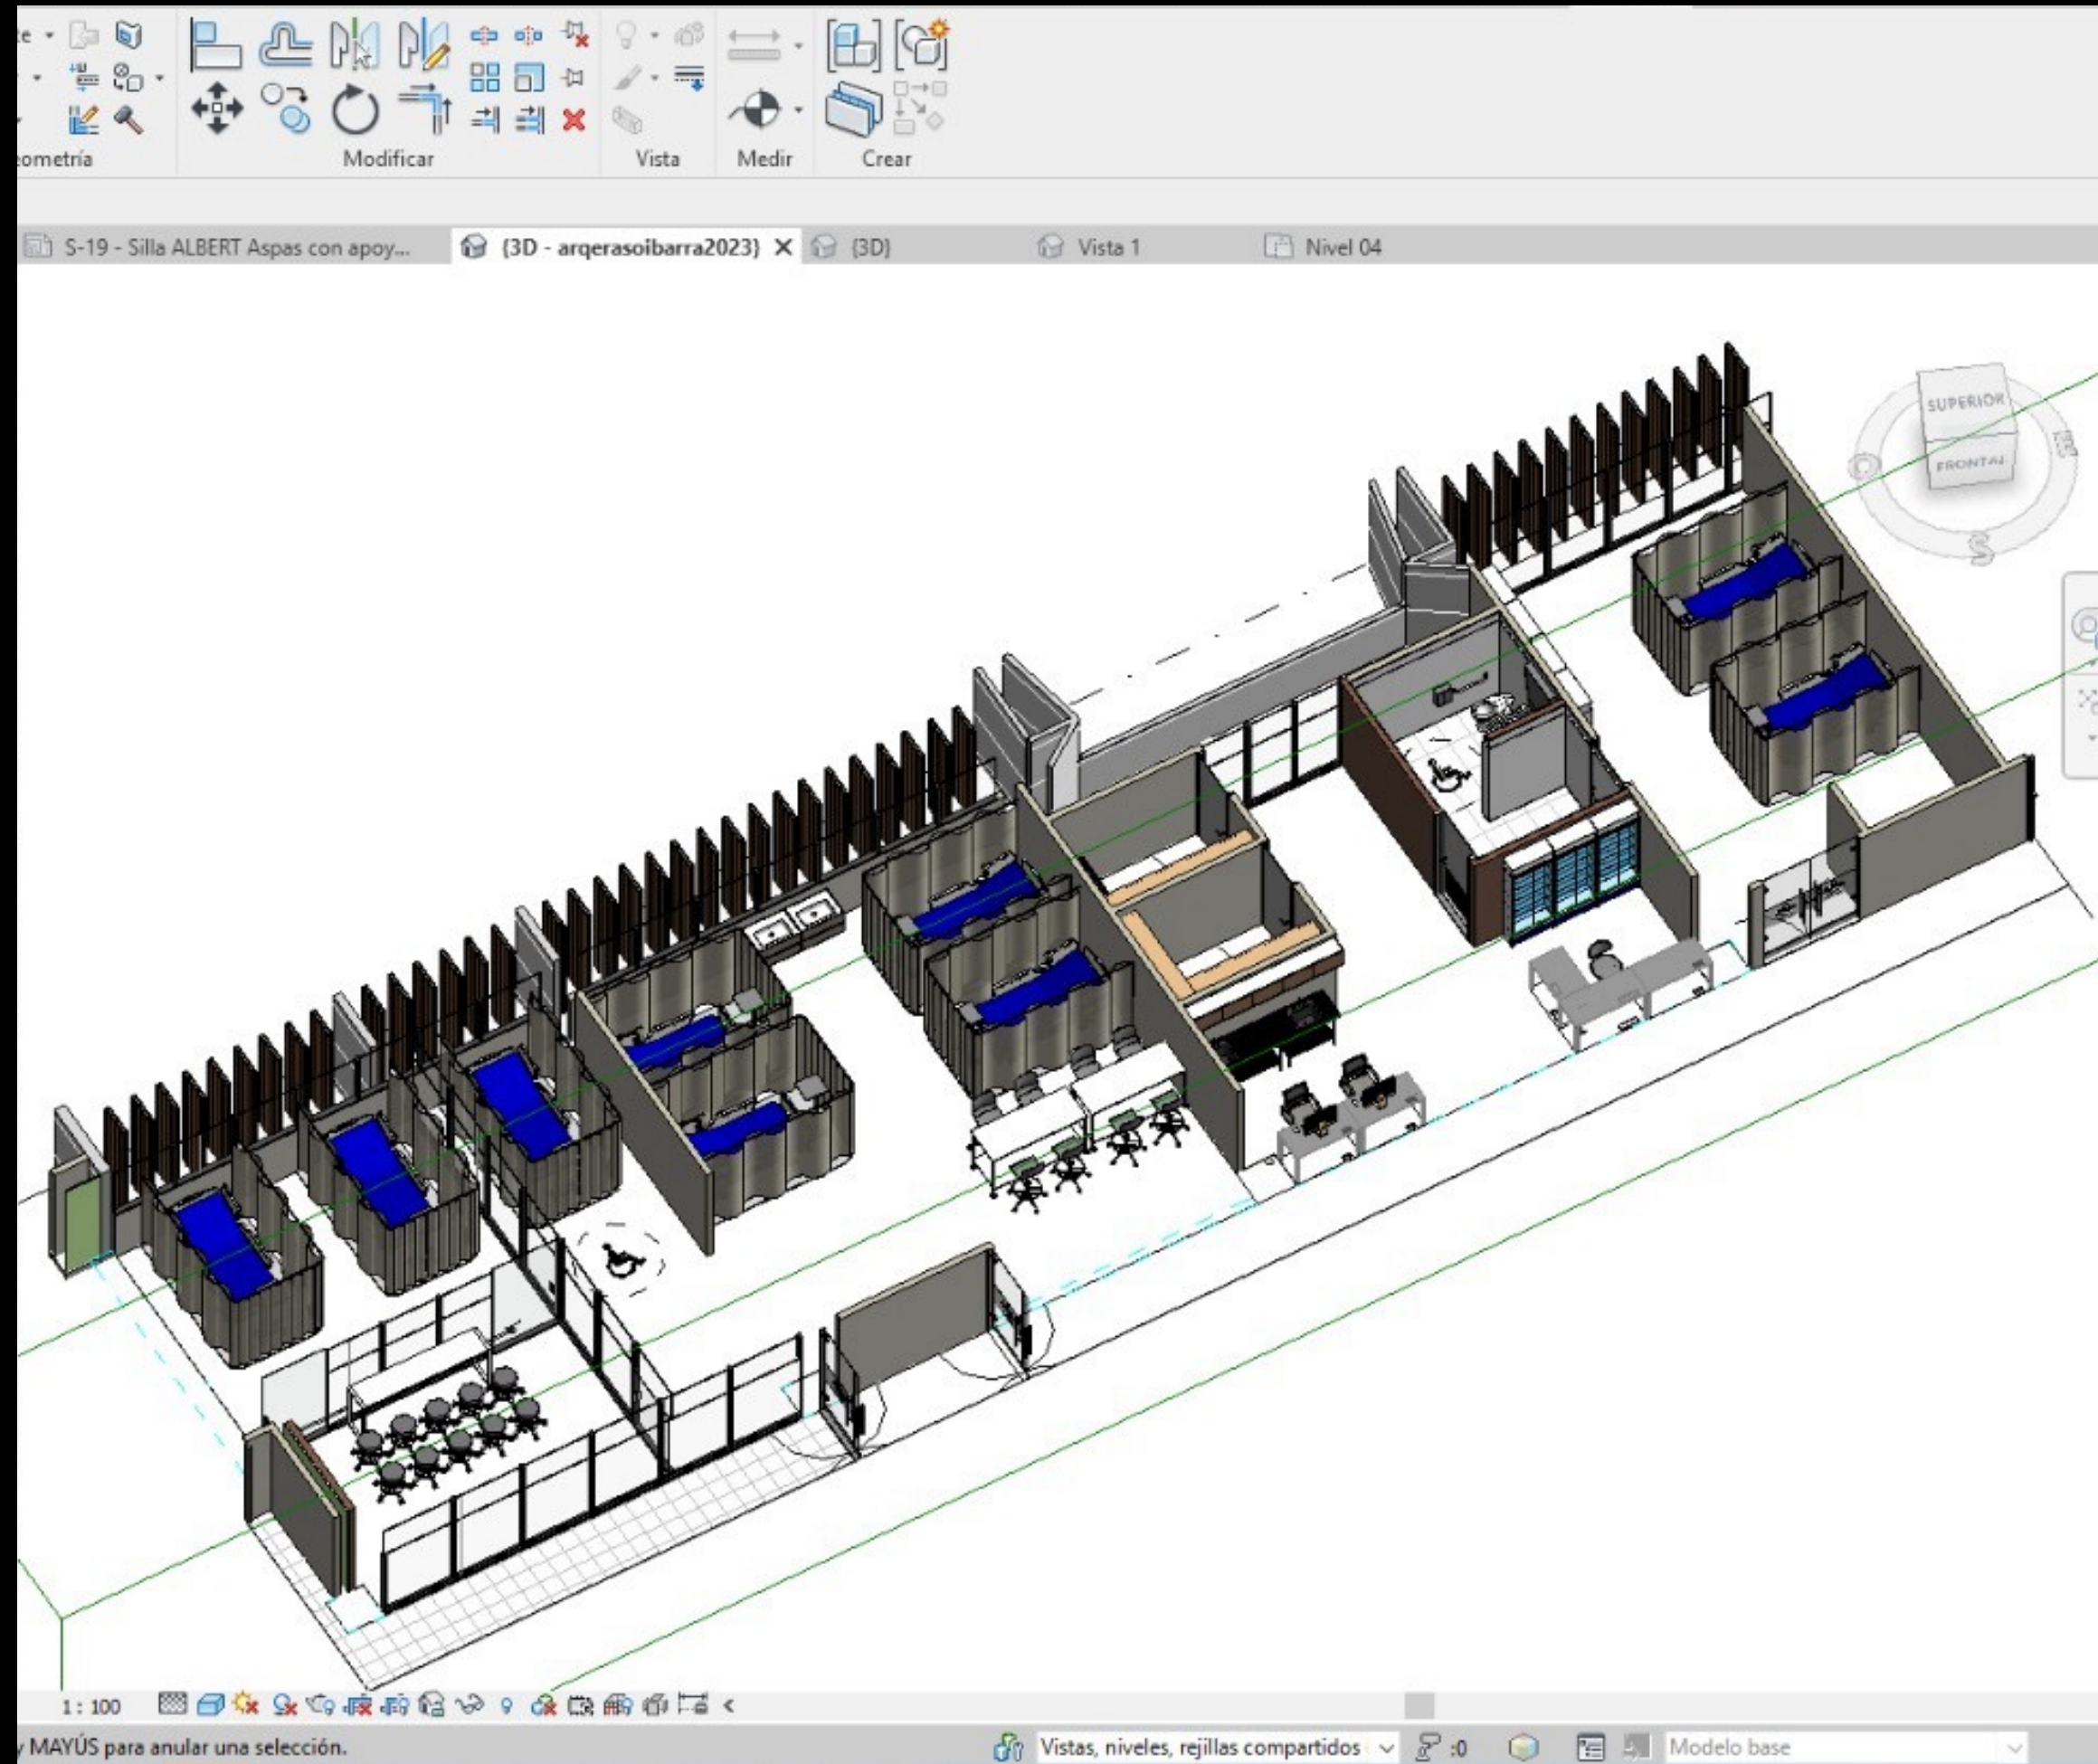 Modificar
Vista
Medir
Crear
S-19 - Silla ALBERT Aspas con apoy...
{3D - arqerasoibarra2023}
{3D}
Vista 1
Nivel 04
SUPERIOR
FRONTAL
E
O
S
1 : 100
y MAYÚS para anular una selección.
Vistas, niveles, rejillas compartidos
:0
Modelo base